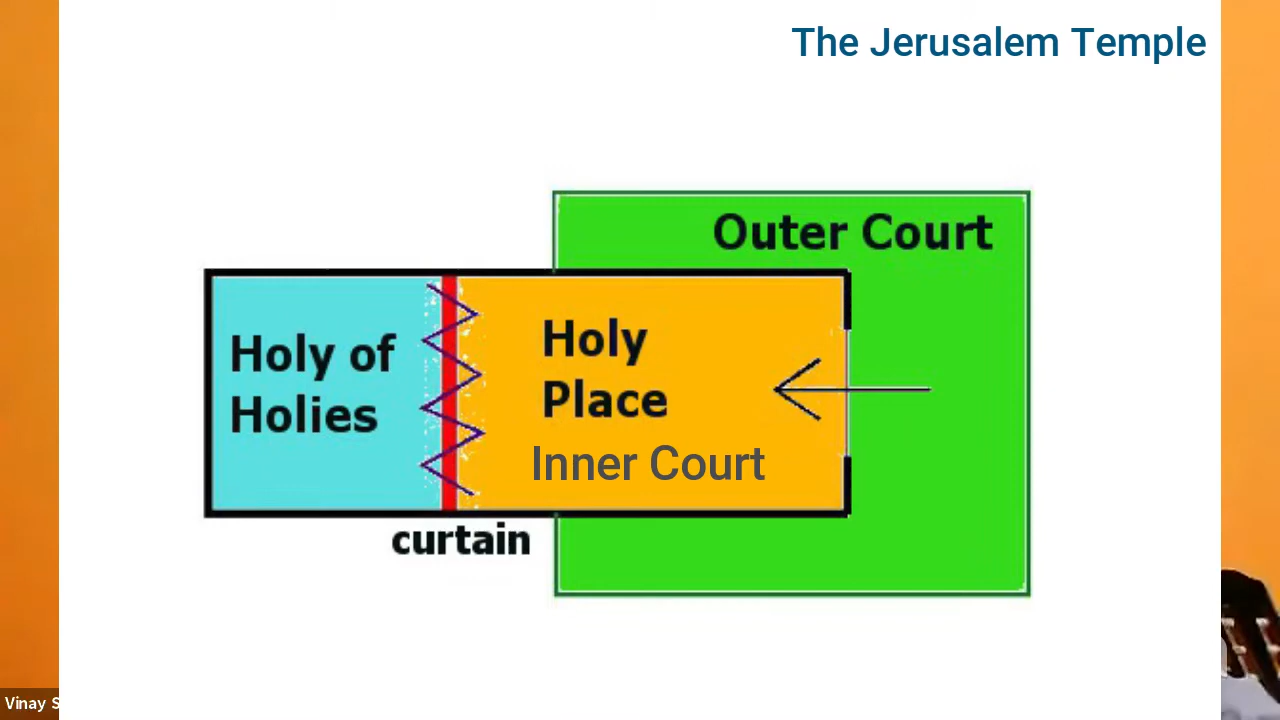 The Jerusalem Temple
Outer Court
Holy of
Holies
Holy
Place
Inner Court
curtain
Vinay S